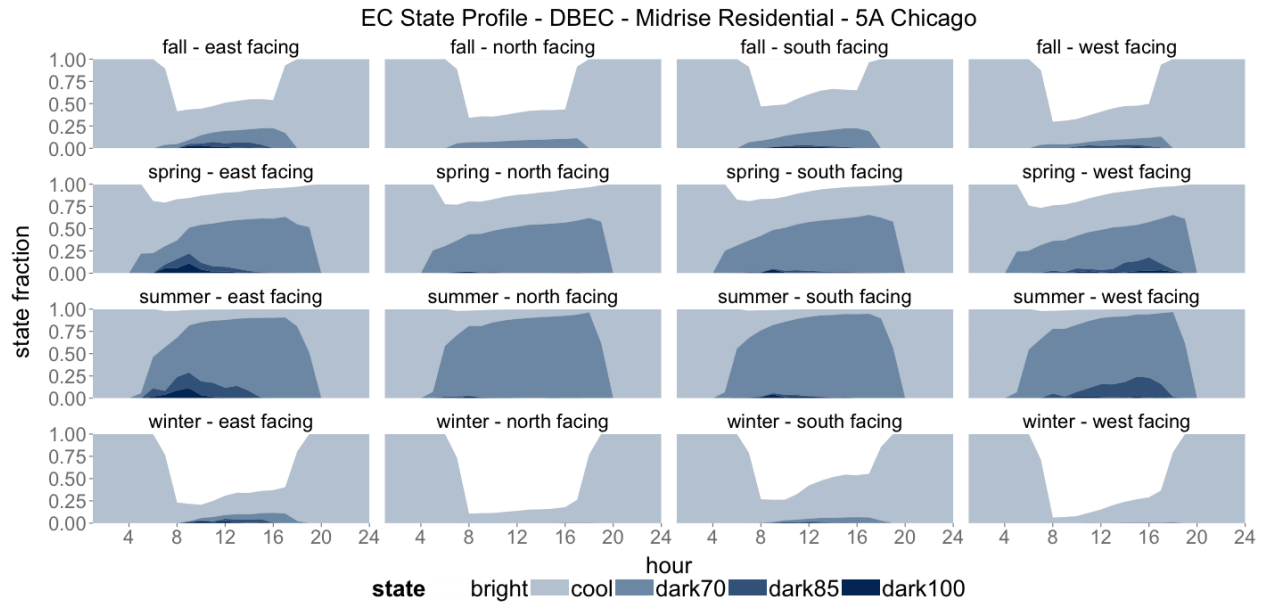 EC State Profile - DBEC - Midrise Residential - 5A Chicago
fall - east facing fall - north facing fall - south facing fall - west facing
1.00
0.75
0.50
0.25
0.00
spring - east facing spring - north facing spring - south facing spring - west facing
1.00
0.75
0.50
0.25
0.00
state fraction
summer - east facing summer - north facing summer - south facing summer - west facing
1.00
0.75
0.50
0.25
0.00
winter - east facing winter - north facing winter - south facing winter - west facing
1.00
0.75
0.50
0.25
0.00
4 8 12 16 20 24 4 8 12 16 20 24 4 8 12 16 20 24 4 8 12 16 20 24
hour
state bright cool dark70 dark85 dark100